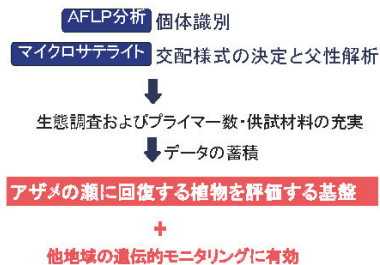 AFLP分析 個体識別
マイクロサテライト 交配様式の決定と父性解析
生態調査およびプライマー数・供試材料の充実
データの蓄積
アザメの瀬に回復する植物を評価する基盤
+
他地域の遺伝的モニタリングに有効